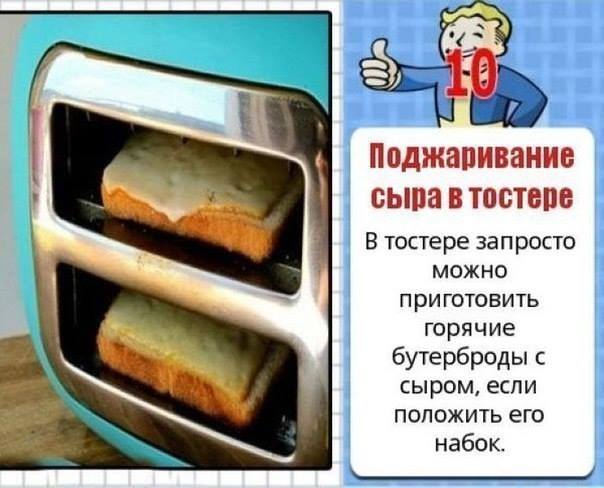 10
Поджаривание
сыра в тостере
В тостере запросто
можно
приготовить
горячие
бутерброды с
сыром, если
положить его
набок.